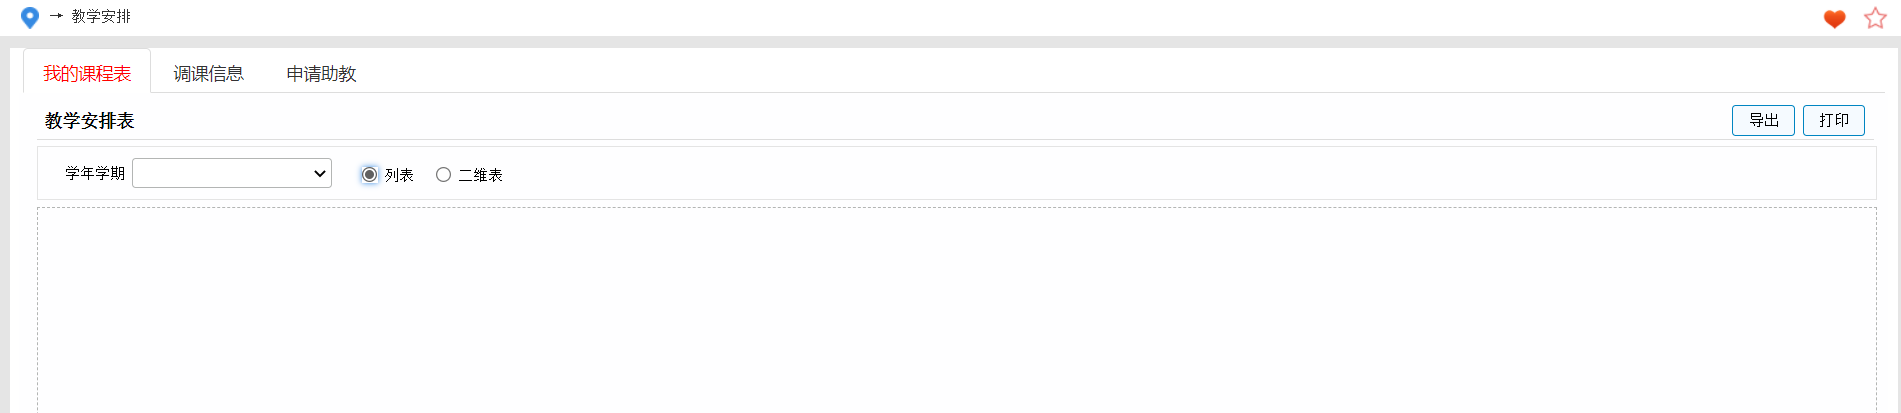 → 教学安排
我的课程表 调课信息 申请助教
教学安排表 导出 打印
学年学期 列表 二维表